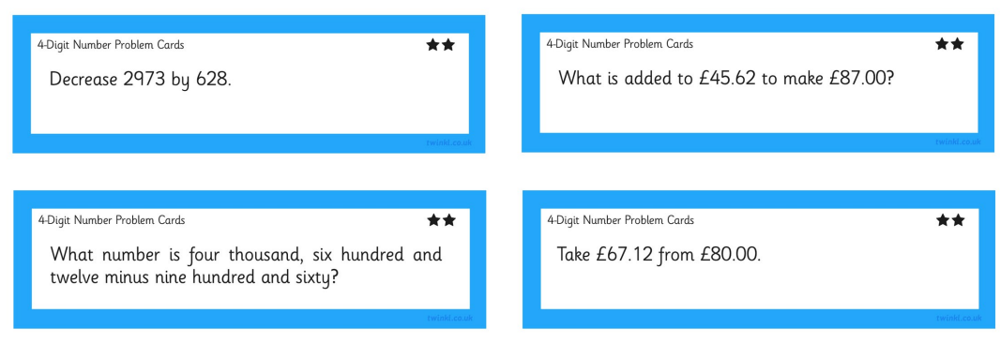 4-Digit Number Problem Cards
Decrease 2973 by 628.
twinkl.co.uk
4-Digit Number Problem Cards
What is added to £45.62 to make £87.00?
twinkl.co.uk
4-Digit Number Problem Cards
What number is four thousand, six hundred and
twelve minus nine hundred and sixty?
twinkl.co.uk
4-Digit Number Problem Cards
Take £67.12 from £80.00.
twinkl.co.uk